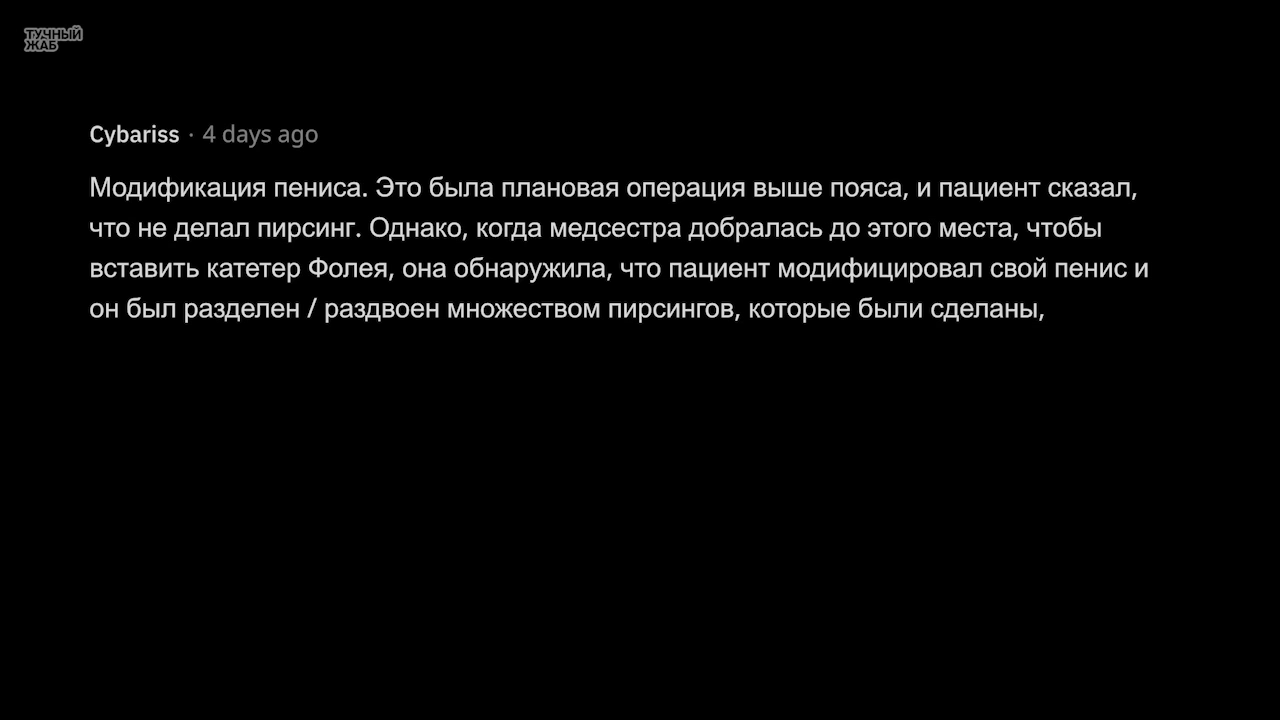 ТУЧНЫЙ
ЖАБ
Cybariss · 4 days ago
Модификация пениса. Это была плановая операция выше пояса, и пациент сказал,
что не делал пирсинг. Однако, когда медсестра добралась до этого места, чтобы
вставить катетер Фолея, она обнаружила, что пациент модифицировал свой пенис и
он был разделен / раздвоен множеством пирсингов, которые были сделаны,